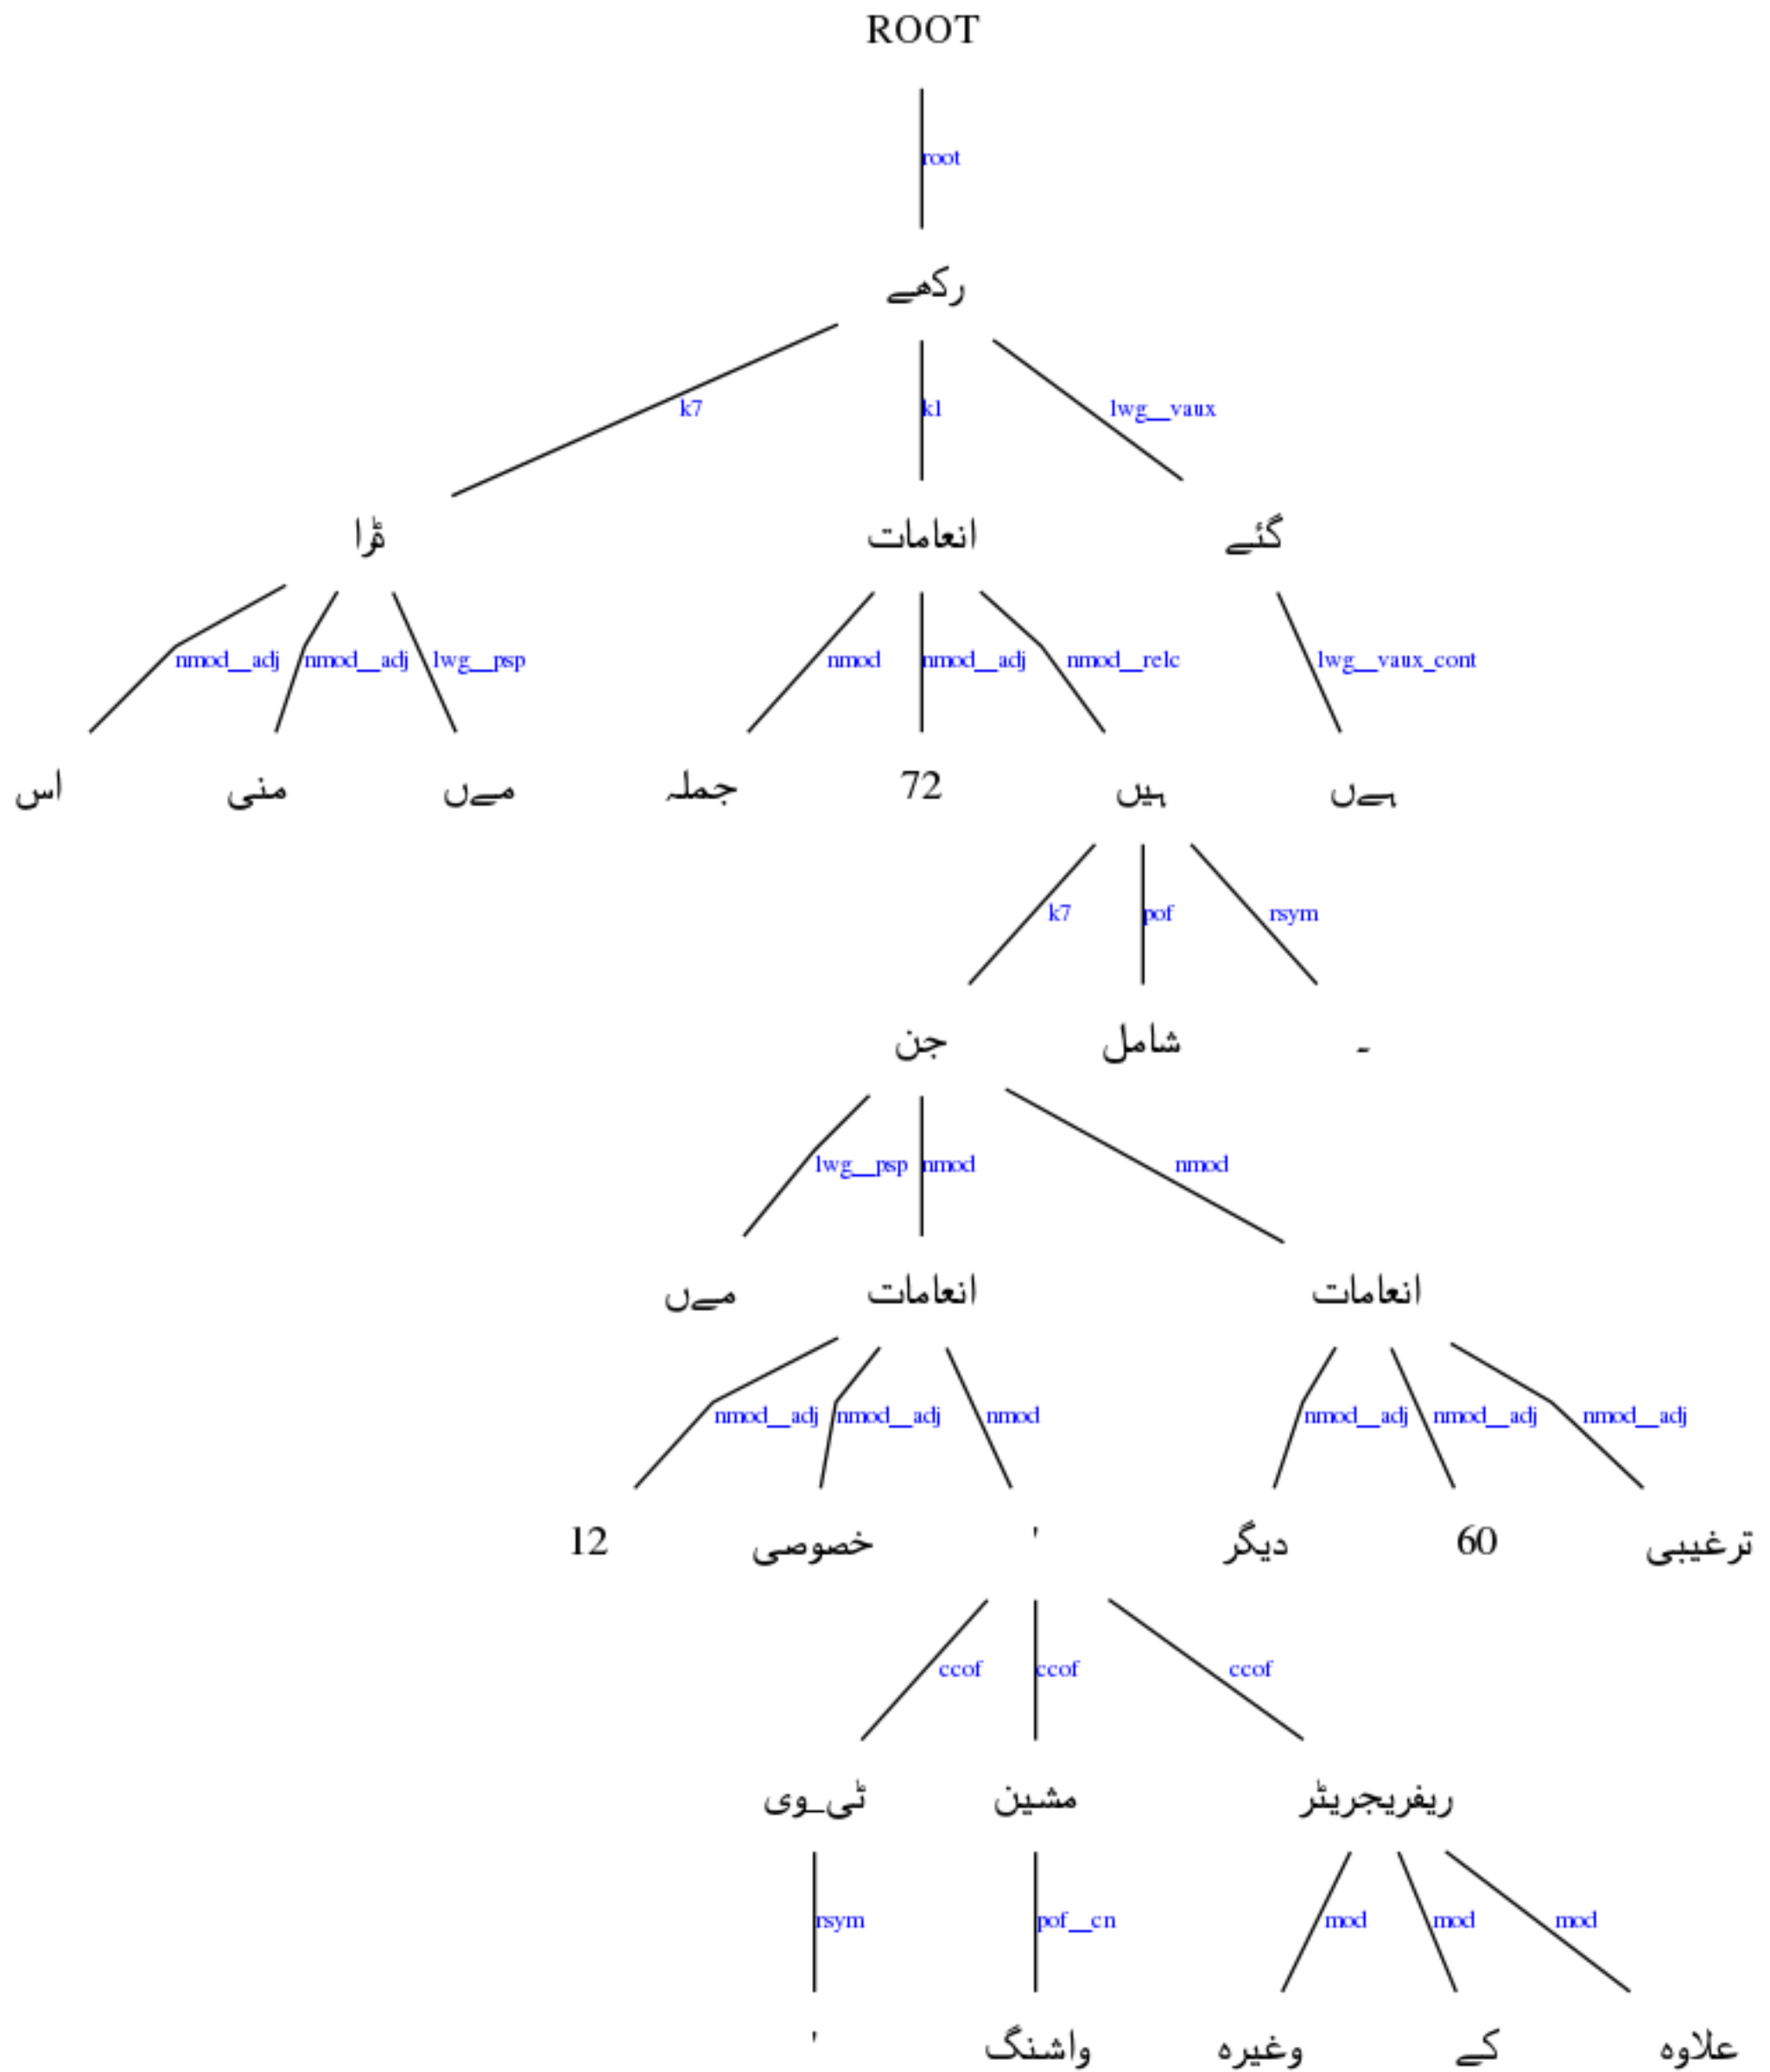 ROOT
root
رکھے
k7 k1 lwg__vaux
ڈرا انعامات گئے
nmod__adj nmod__adj lwg__psp nmod nmod__adj nmod__relc lwg__vaux_cont
اس منی مےں جملہ 72 ہیں ہےں
k7 pof rsym
جن شامل ۔
lwg__psp nmod nmod
مےں انعامات انعامات
nmod__adj nmod__adj nmod nmod__adj nmod__adj nmod__adj
12 خصوصی ' دیگر 60 ترغیبی
ccof ccof ccof
ٹی_وی مشین ریفریجریٹر
rsym pof__cn mod mod mod
' واشنگ وغیرہ کے علاوہ